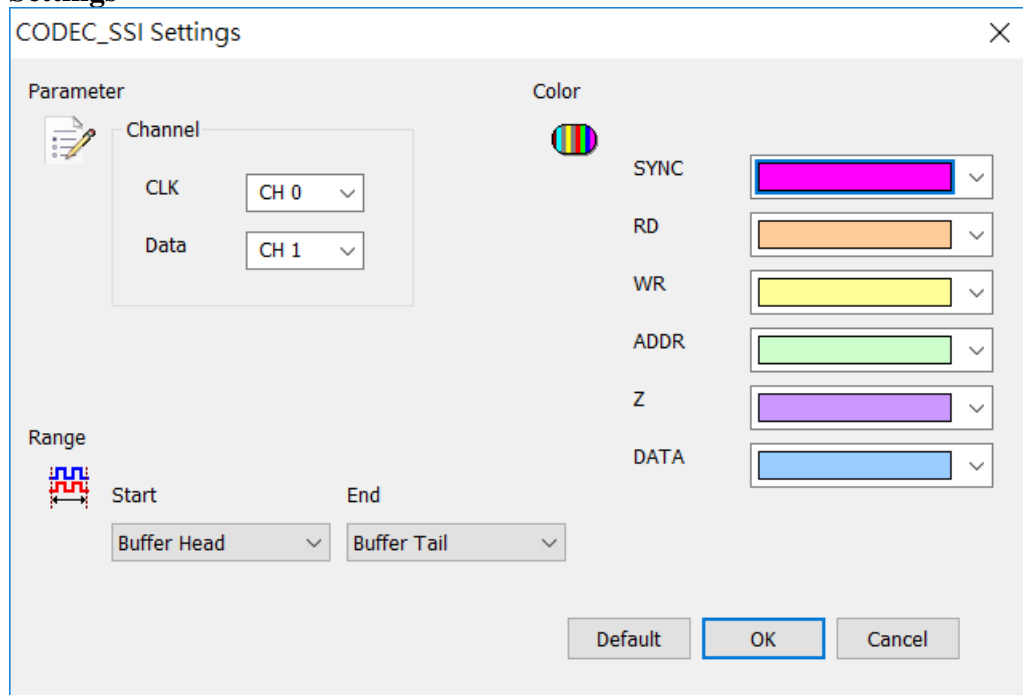 CODEC_SSI Settings
Parameter
Channel
CLK CH 0
Data CH 1
Color
SYNC
RD
WR
ADDR
Z
DATA
Range
Start End
Buffer Head Buffer Tail
Default OK Cancel